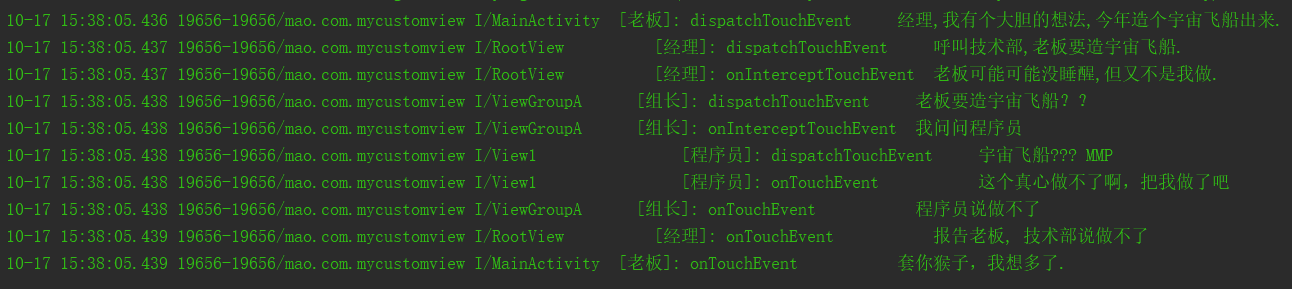 10-17 15:38:05.436 19656-19656/mao.com.mycustomview I/MainActivity [老板]: dispatchTouchEvent 经理,我有个大胆的想法,今年造个宇宙飞船出来.
10-17 15:38:05.437 19656-19656/mao.com.mycustomview I/RootView [经理]: dispatchTouchEvent 呼叫技术部,老板要造宇宙飞船.
10-17 15:38:05.437 19656-19656/mao.com.mycustomview I/RootView [经理]: onInterceptTouchEvent 老板可能可能没睡醒,但又不是我做.
10-17 15:38:05.438 19656-19656/mao.com.mycustomview I/ViewGroupA [组长]: dispatchTouchEvent 老板要造宇宙飞船？？
10-17 15:38:05.438 19656-19656/mao.com.mycustomview I/ViewGroupA [组长]: onInterceptTouchEvent 我问问程序员
10-17 15:38:05.438 19656-19656/mao.com.mycustomview I/View1 [程序员]: dispatchTouchEvent 宇宙飞船??? MMP
10-17 15:38:05.438 19656-19656/mao.com.mycustomview I/View1 [程序员]: onTouchEvent 这个真心做不了啊，把我做了吧
10-17 15:38:05.438 19656-19656/mao.com.mycustomview I/ViewGroupA [组长]: onTouchEvent 程序员说做不了
10-17 15:38:05.439 19656-19656/mao.com.mycustomview I/RootView [经理]: onTouchEvent 报告老板, 技术部说做不了
10-17 15:38:05.439 19656-19656/mao.com.mycustomview I/MainActivity [老板]: onTouchEvent 套你猴子，我想多了.